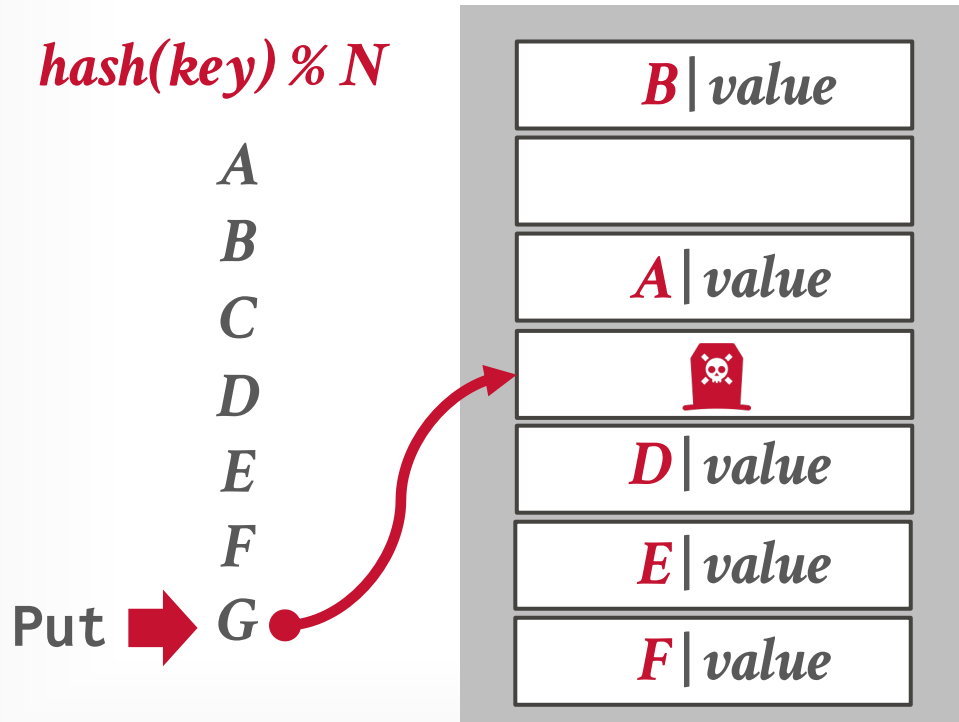 hash(key) % N
A
B
C
D
E
F
Put G
B|value
A|value
D|value
E|value
F|value